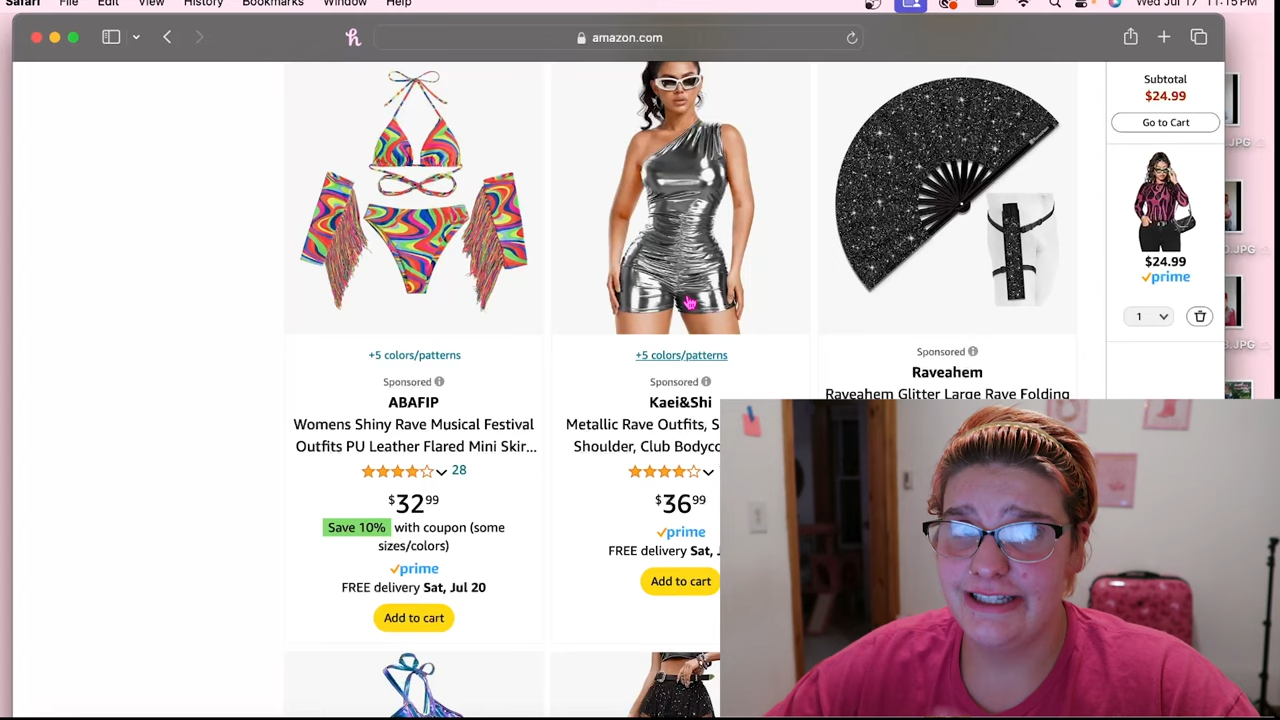 Safari File Edit View History Bookmarks Window Help
Wed Jul 17 11:15 PM
amazon.com
+5 colors/patterns
Sponsored
ABAFIP
Womens Shiny Rave Musical Festival
Outfits PU Leather Flared Mini Skir...
28
$32.99
Save 10% with coupon (some
sizes/colors)
prime
FREE delivery Sat, Jul 20
Add to cart
+5 colors/patterns
Sponsored
Kaei&Shi
Metallic Rave Outfits, S
Shoulder, Club Bodyco
$36.99
prime
FREE delivery Sat,
Add to cart
Sponsored
Raveahem
Raveahem Glitter Large Rave Folding
Subtotal
$24.99
Go to Cart
$24.99
prime
1
.JPG
.JPG
.JPG